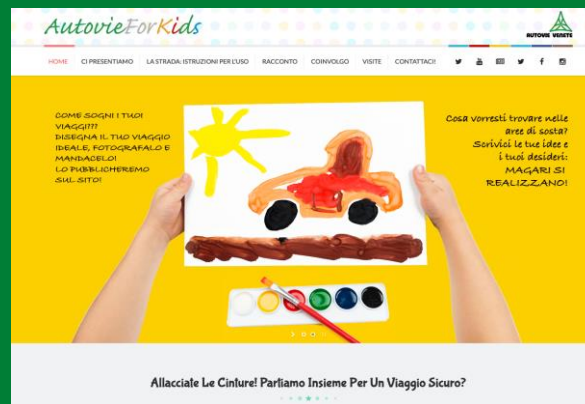 AutovieForKids
AUTOVIE VENETE
HOME CI PRESENTIAMO LA STRADA: ISTRUZIONI PER L'USO RACCONTO COINVOLGO VISITE CONTATTACI!
COME SOGNI I TUOI
VIAGGI???
DISEGNA IL TUO VIAGGIO
IDEALE, FOTOGRAFALO E
MANDACELO!
LO PUBBLICHEREMO
SUL SITO!
Cosa vorresti trovare nelle
aree di sosta?
Scrivici le tue idee e
i tuoi desideri:
MAGARI SI
REALIZZANO!
Allacciate Le Cinture! Partiamo Insieme Per Un Viaggio Sicuro?